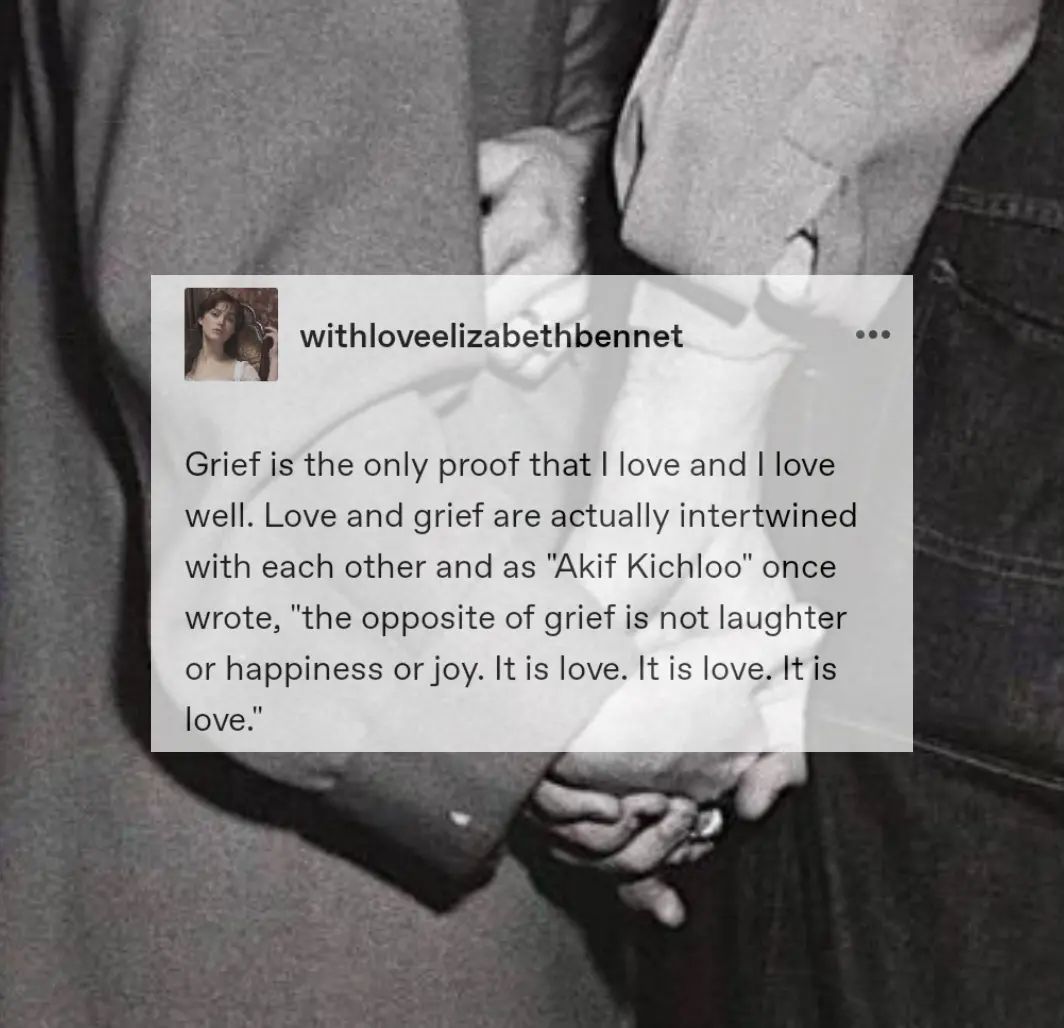 withloveelizabethbennet
Grief is the only proof that I love and I love
well. Love and grief are actually intertwined
with each other and as "Akif Kichloo" once
wrote, "the opposite of grief is not laughter
or happiness or joy. It is love. It is love. It is
love."